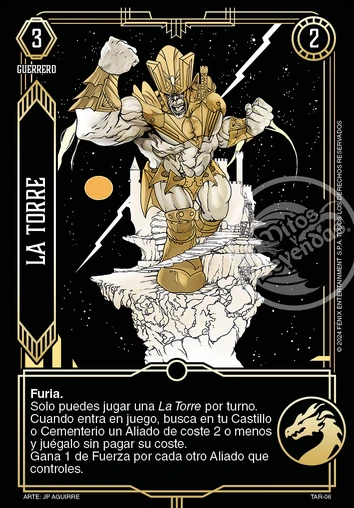 3
2
GUERRERO
LA TORRE
Mitos y Leyendas
© 2024 FÉNIX ENTERTAINMENT S.P.A. TODOS LOS DERECHOS RESERVADOS
Furia.
Solo puedes jugar una La Torre por turno.
Cuando entra en juego, busca en tu Castillo
o Cementerio un Aliado de coste 2 o menos
y juégalo sin pagar su coste.
Gana 1 de Fuerza por cada otro Aliado que
controles.
ARTE: JP AGUIRRE
TAR-06